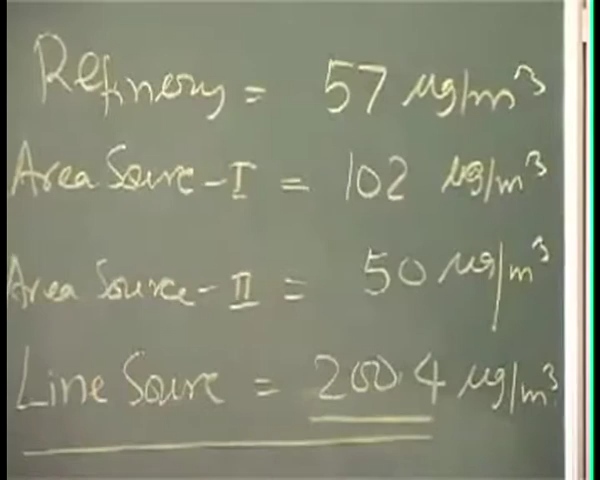 Refinery = 57 µg/m³
Area Source - I = 102 µg/m³
Area Source - II = 50 µg/m³
Line Source = 200.4 µg/m³